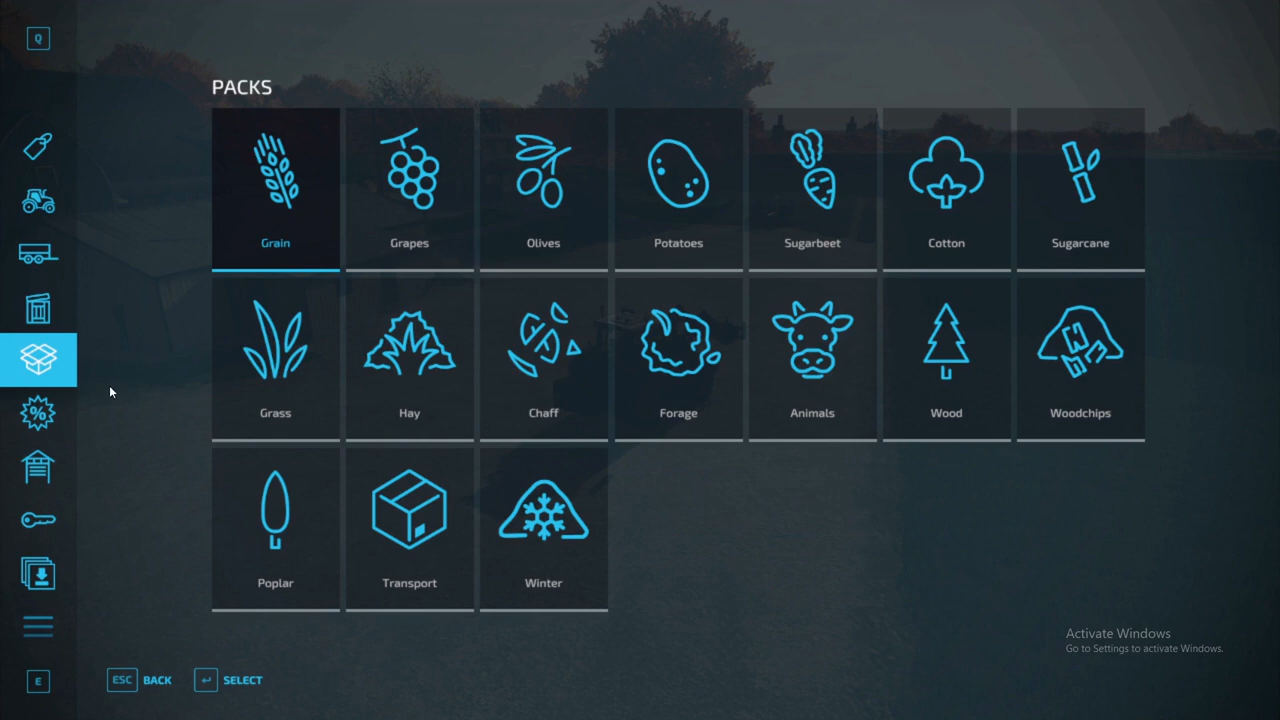 Q
PACKS
Grain
Grapes
Olives
Potatoes
Sugarbeet
Cotton
Sugarcane
Grass
Hay
Chaff
Forage
Animals
Wood
Woodchips
Poplar
Transport
Winter
%
Activate Windows
Go to Settings to activate Windows.
E
ESC BACK ↵ SELECT